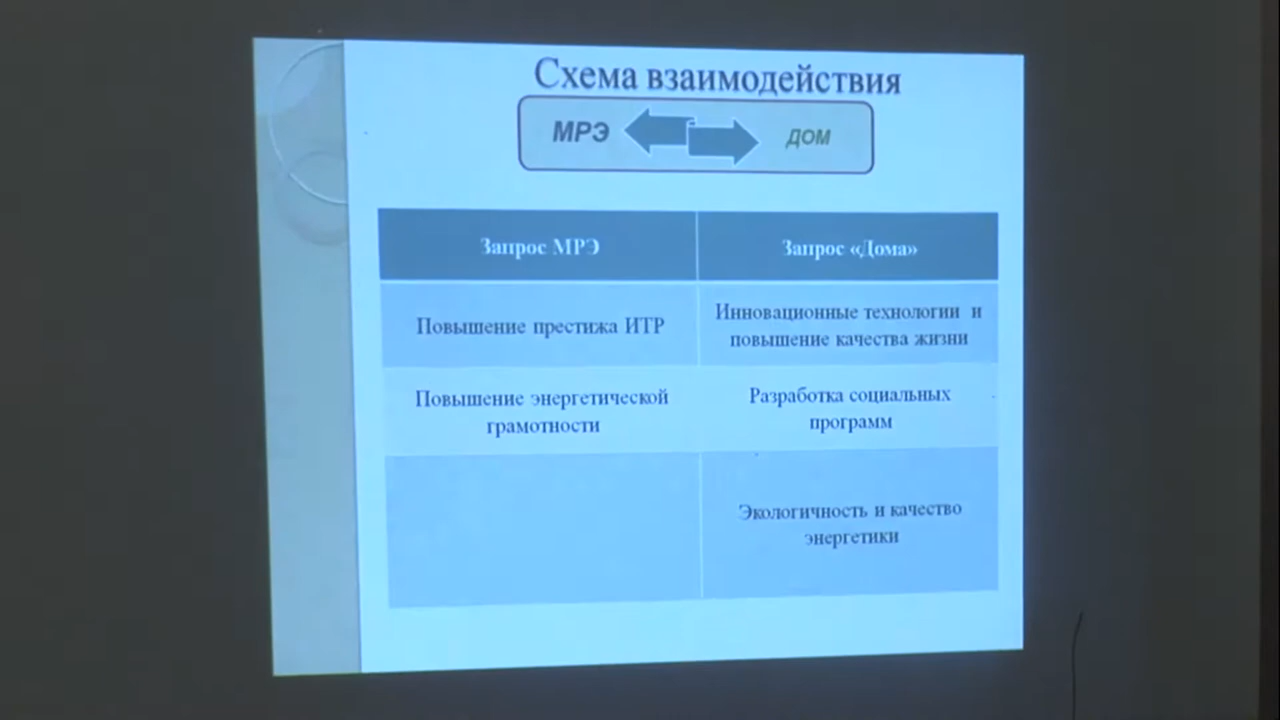 Схема взаимодействия
МРЭ ДОМ
Запрос МРЭ Запрос «Дома»
Повышение престижа ИТР
Инновационные технологии и
повышение качества жизни
Повышение энергетической
грамотности
Разработка социальных
программ
Экологичность и качество
энергетики